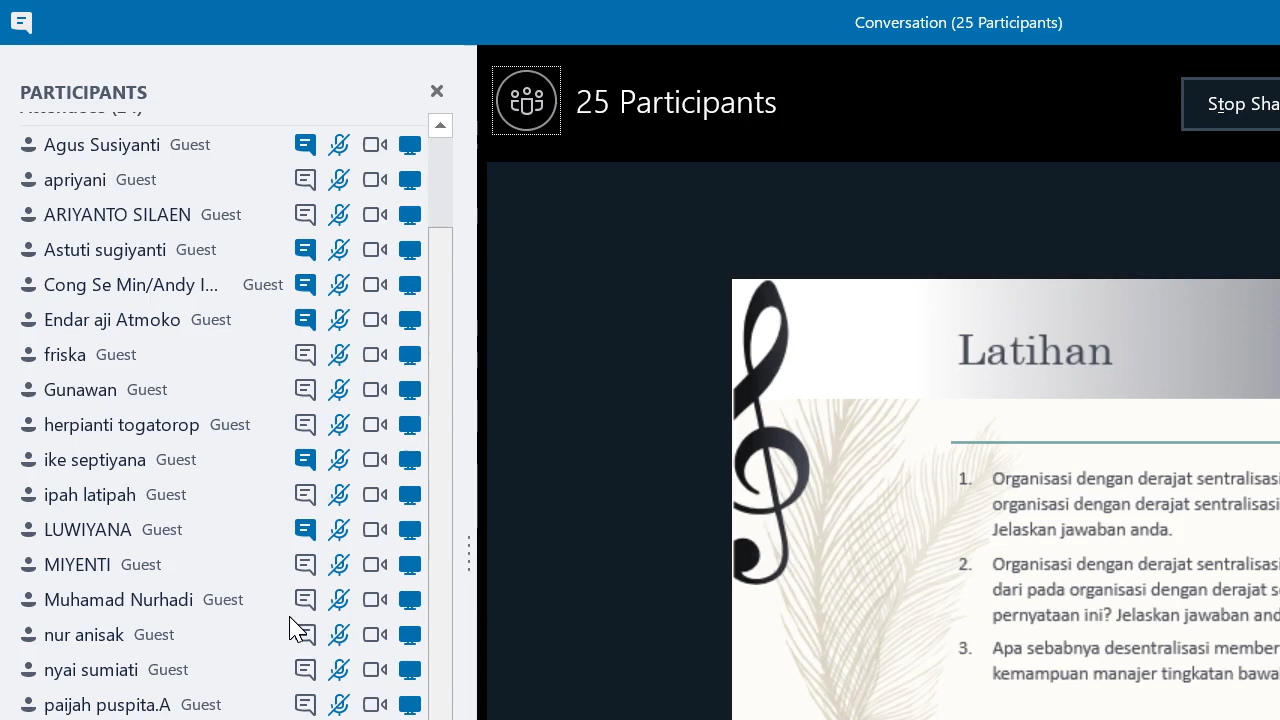 Conversation (25 Participants)
PARTICIPANTS
Agus Susiyanti Guest
apriyani Guest
ARIYANTO SILAEN Guest
Astuti sugiyanti Guest
Cong Se Min/Andy I... Guest
Endar aji Atmoko Guest
friska Guest
Gunawan Guest
herpianti togatorop Guest
ike septiyana Guest
ipah latipah Guest
LUWIYANA Guest
MIYENTI Guest
Muhamad Nurhadi Guest
nur anisak Guest
nyai sumiati Guest
paijah puspita.A Guest
25 Participants
Stop Sha
Latihan
1. Organisasi dengan derajat sentralisasi
organisasi dengan derajat sentralisasi
Jelaskan jawaban anda.
2. Organisasi dengan derajat sentralisasi
dari pada organisasi dengan derajat s
pernyataan ini? Jelaskan jawaban and
3. Apa sebabnya desentralisasi member
kemampuan manajer tingkatan bawa